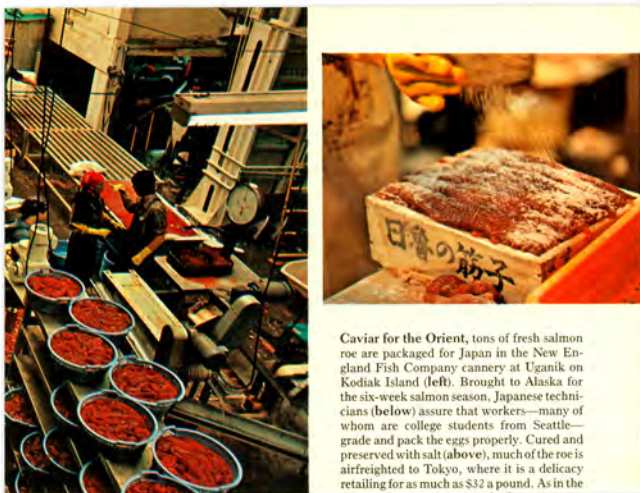 日魯の筋子
Caviar for the Orient, tons of fresh salmon
roe are packaged for Japan in the New En-
gland Fish Company cannery at Uganik on
Kodiak Island (left). Brought to Alaska for
the six-week salmon season, Japanese techni-
cians (below) assure that workers—many of
whom are college students from Seattle—
grade and pack the eggs properly. Cured and
preserved with salt (above), much of the roe is
airfreighted to Tokyo, where it is a delicacy
retailing for as much as $32 a pound. As in the